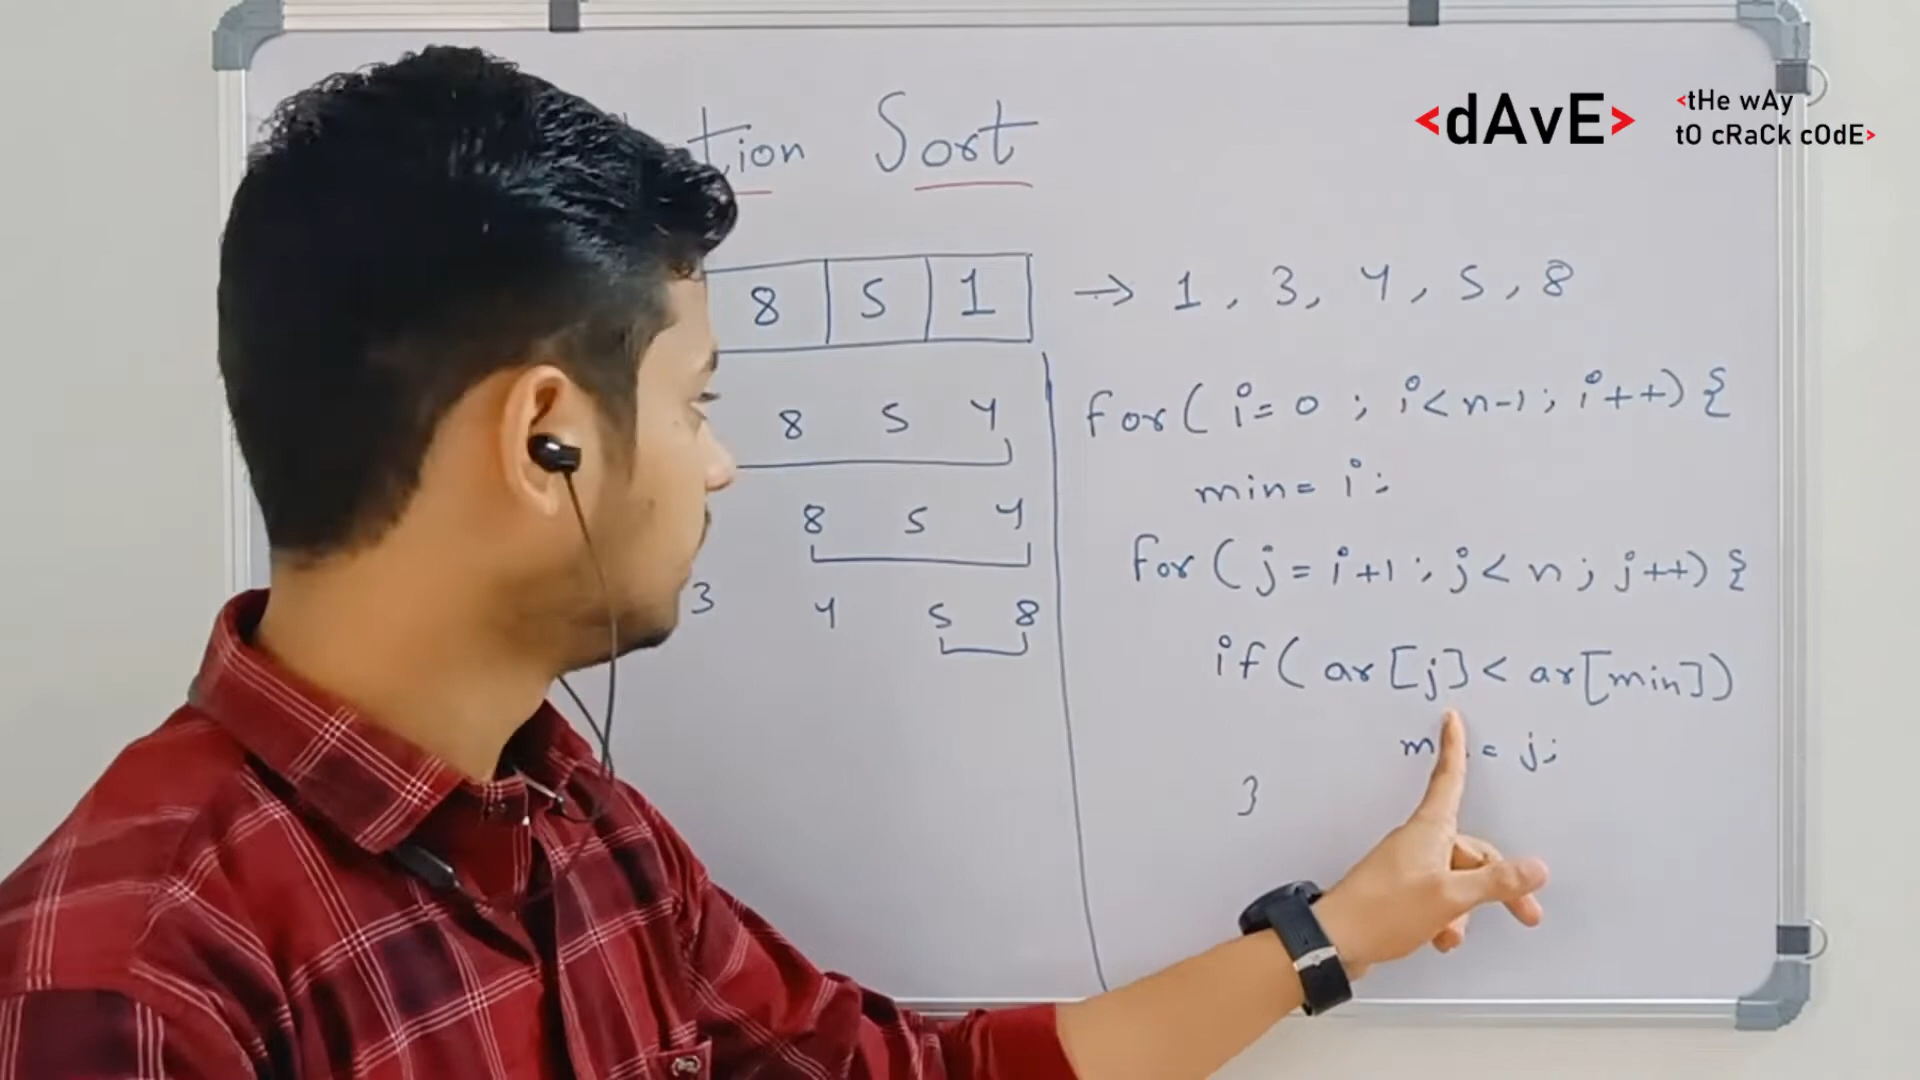 <dAvE>
<tHe wAy
tO cRaCk cOdE>
tion Sort
8 5 1 → 1, 3, 4, 5, 8
8 5 4
8 5 4
3 4 5 8
for( i=0 ; i<n-1; i++){
min= i;
for( j= i+1; j<n; j++){
if( ar[j]< ar[min])
= j;
}